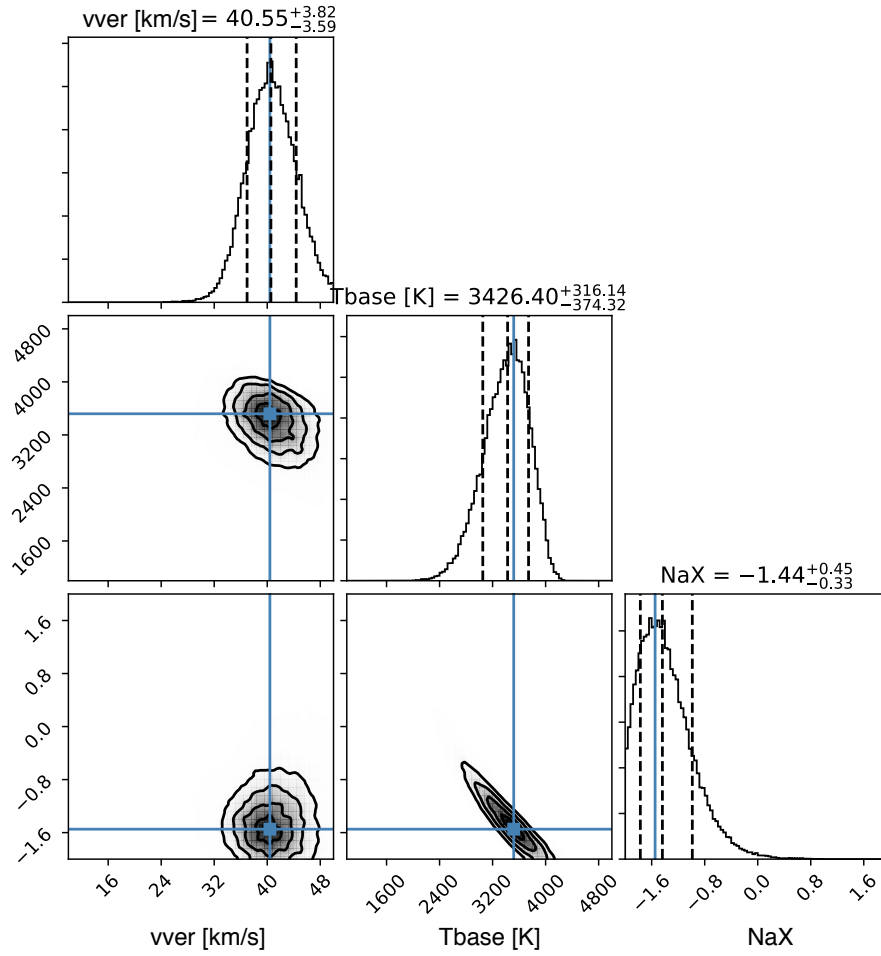 vver [km/s] = 40.55+3.82 −3.59
Tbase [K] = 3426.40+316.14 −374.32
4800
4000
3200
2400
1600
NaX = −1.44+0.45 −0.33
1.6
0.8
0.0
−0.8
−1.6
16 24 32 40 48 1600 2400 3200 4000 4800 −1.6 −0.8 0.0 0.8 1.6
vver [km/s] Tbase [K] NaX